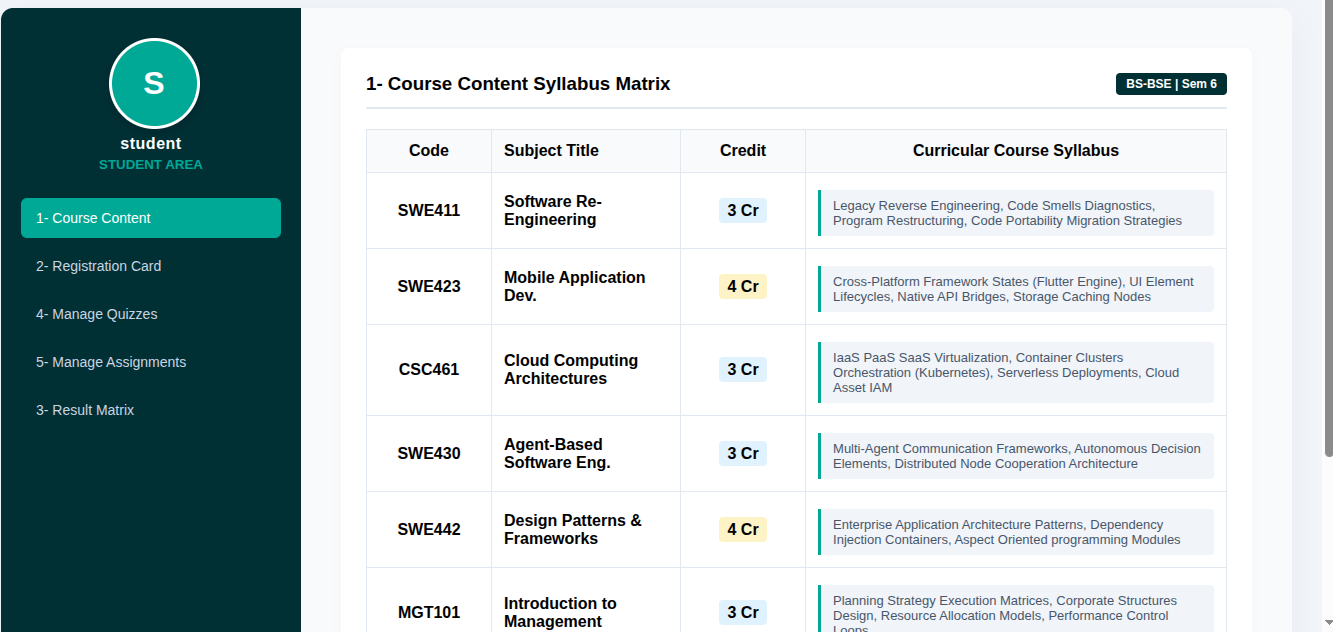 S
student
STUDENT AREA
1- Course Content
2- Registration Card
4- Manage Quizzes
5- Manage Assignments
3- Result Matrix
1- Course Content Syllabus Matrix
BS-BSE | Sem 6
Code
Subject Title
Credit
Curricular Course Syllabus
SWE411
Software Re-
Engineering
3 Cr
Legacy Reverse Engineering, Code Smells Diagnostics,
Program Restructuring, Code Portability Migration Strategies
SWE423
Mobile Application
Dev.
4 Cr
Cross-Platform Framework States (Flutter Engine), UI Element
Lifecycles, Native API Bridges, Storage Caching Nodes
CSC461
Cloud Computing
Architectures
3 Cr
IaaS PaaS SaaS Virtualization, Container Clusters
Orchestration (Kubernetes), Serverless Deployments, Cloud
Asset IAM
SWE430
Agent-Based
Software Eng.
3 Cr
Multi-Agent Communication Frameworks, Autonomous Decision
Elements, Distributed Node Cooperation Architecture
SWE442
Design Patterns &
Frameworks
4 Cr
Enterprise Application Architecture Patterns, Dependency
Injection Containers, Aspect Oriented programming Modules
MGT101
Introduction to
Management
3 Cr
Planning Strategy Execution Matrices, Corporate Structures
Design, Resource Allocation Models, Performance Control
Loops